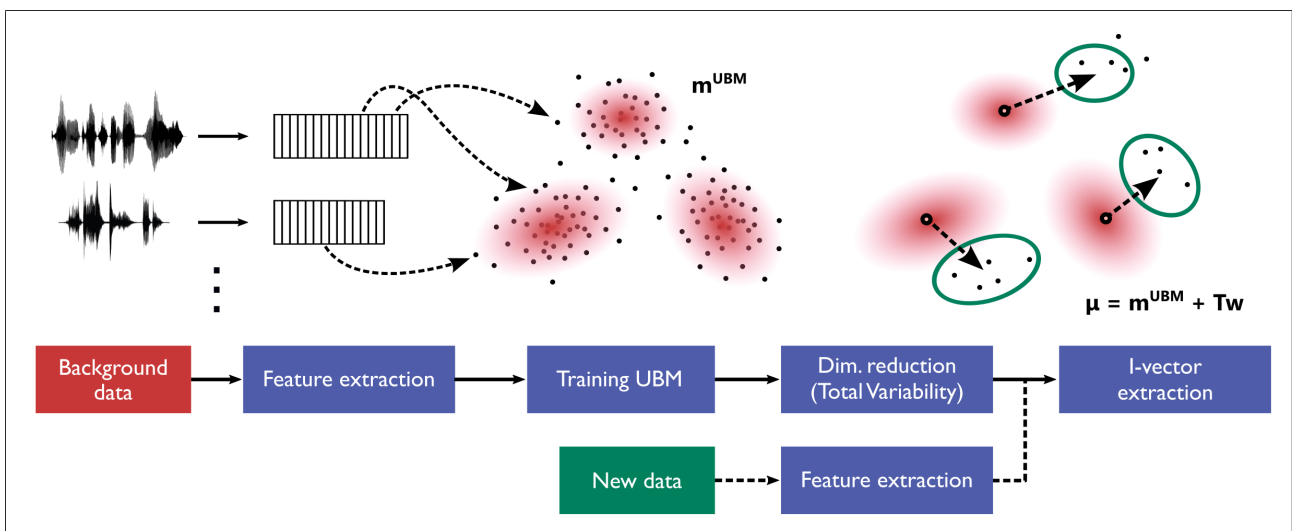 m^UBM
μ = m^UBM + Tw
Background
data
Feature extraction
Training UBM
Dim. reduction
(Total Variability)
I-vector
extraction
New data
Feature extraction